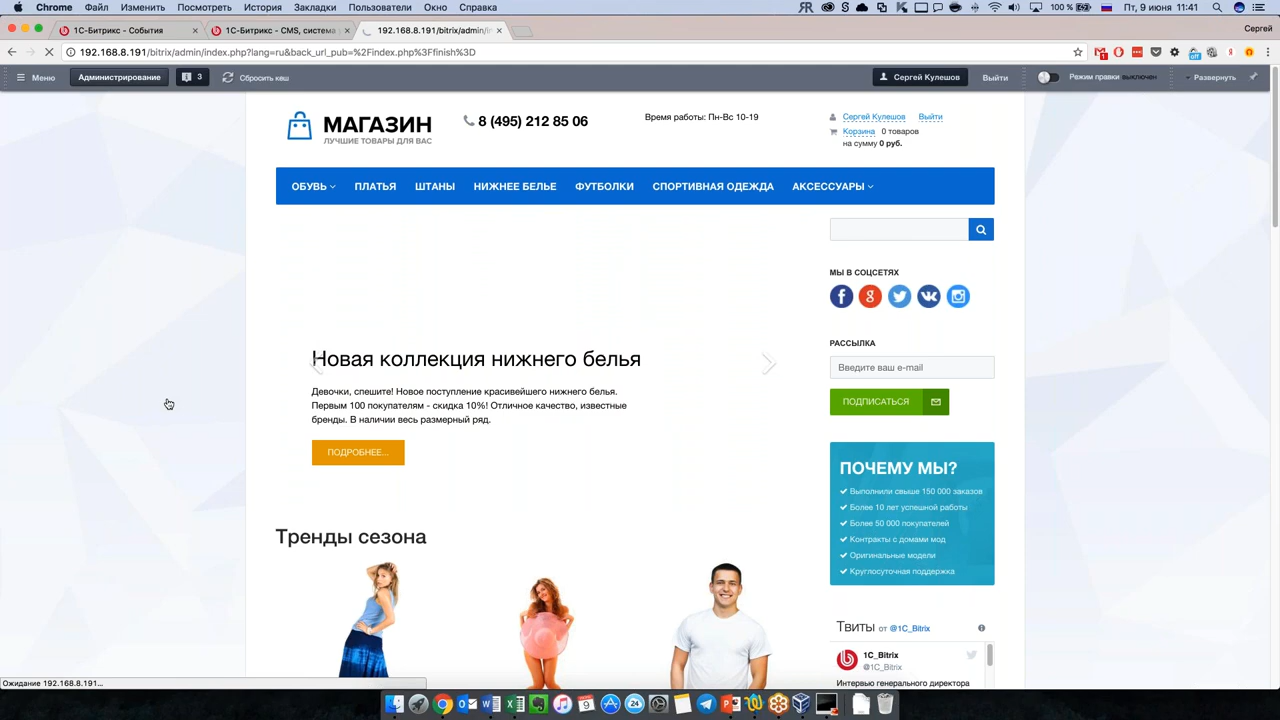 Chrome Файл Изменить Посмотреть История Закладки Пользователи Окно Справка 100 % Пт, 9 июня 11:41
1С-Битрикс - События 1С-Битрикс - CMS, система 192.168.8.191/bitrix/admin/in Сергей
192.168.8.191/bitrix/admin/index.php?lang=ru&back_url_pub=%2Findex.php%3Ffinish%3D
Меню Администрирование 3 Сбросить кеш Сергей Кулешов Выйти Режим правки выключен Развернуть
МАГАЗИН
ЛУЧШИЕ ТОВАРЫ ДЛЯ ВАС
8 (495) 212 85 06
Время работы: Пн-Вс 10-19
Сергей Кулешов Выйти
Корзина 0 товаров
на сумму 0 руб.
ОБУВЬ ПЛАТЬЯ ШТАНЫ НИЖНЕЕ БЕЛЬЕ ФУТБОЛКИ СПОРТИВНАЯ ОДЕЖДА АКСЕССУАРЫ
МЫ В СОЦСЕТЯХ
РАССЫЛКА
Введите ваш e-mail
ПОДПИСАТЬСЯ
Новая коллекция нижнего белья
Девочки, спешите! Новое поступление красивейшего нижнего белья.
Первым 100 покупателям - скидка 10%! Отличное качество, известные
бренды. В наличии весь размерный ряд.
ПОДРОБНЕЕ...
ПОЧЕМУ МЫ?
Выполнили свыше 150 000 заказов
Более 10 лет успешной работы
Более 50 000 покупателей
Контракты с домами мод
Оригинальные модели
Круглосуточная поддержка
Тренды сезона
Твиты от @1C_Bitrix
1C_Bitrix
@1C_Bitrix
Интервью генерального директора
Ожидание 192.168.8.191...